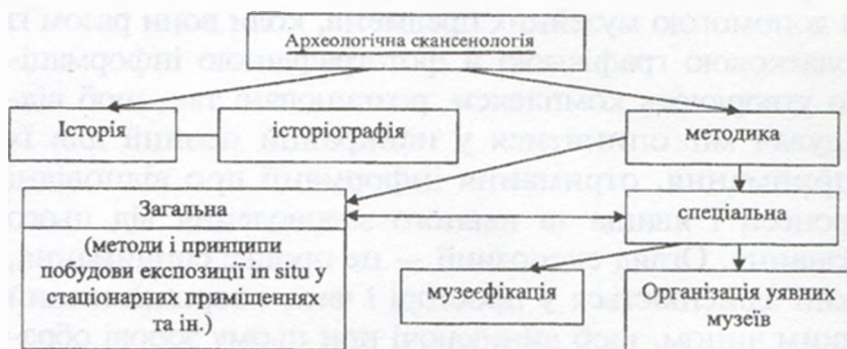 Археологічна скансенологія
Історія
історіографія
методика
Загальна
(методи і принципи
побудови експозиції in situ у
стаціонарних приміщеннях
та ін.)
спеціальна
музеєфікація
Організація уявних
музеїв